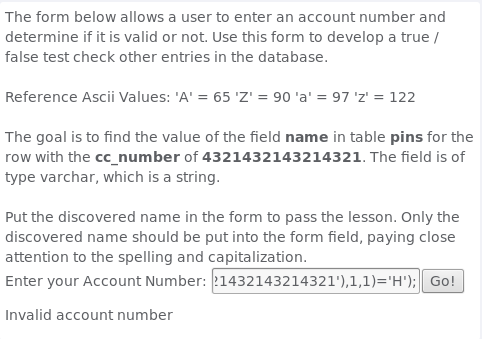 The form below allows a user to enter an account number and
determine if it is valid or not. Use this form to develop a true /
false test check other entries in the database.
Reference Ascii Values: 'A' = 65 'Z' = 90 'a' = 97 'z' = 122
The goal is to find the value of the field name in table pins for the
row with the cc_number of 4321432143214321. The field is of
type varchar, which is a string.
Put the discovered name in the form to pass the lesson. Only the
discovered name should be put into the form field, paying close
attention to the spelling and capitalization.
Enter your Account Number: 21432143214321'),1,1)='H'); Go!
Invalid account number